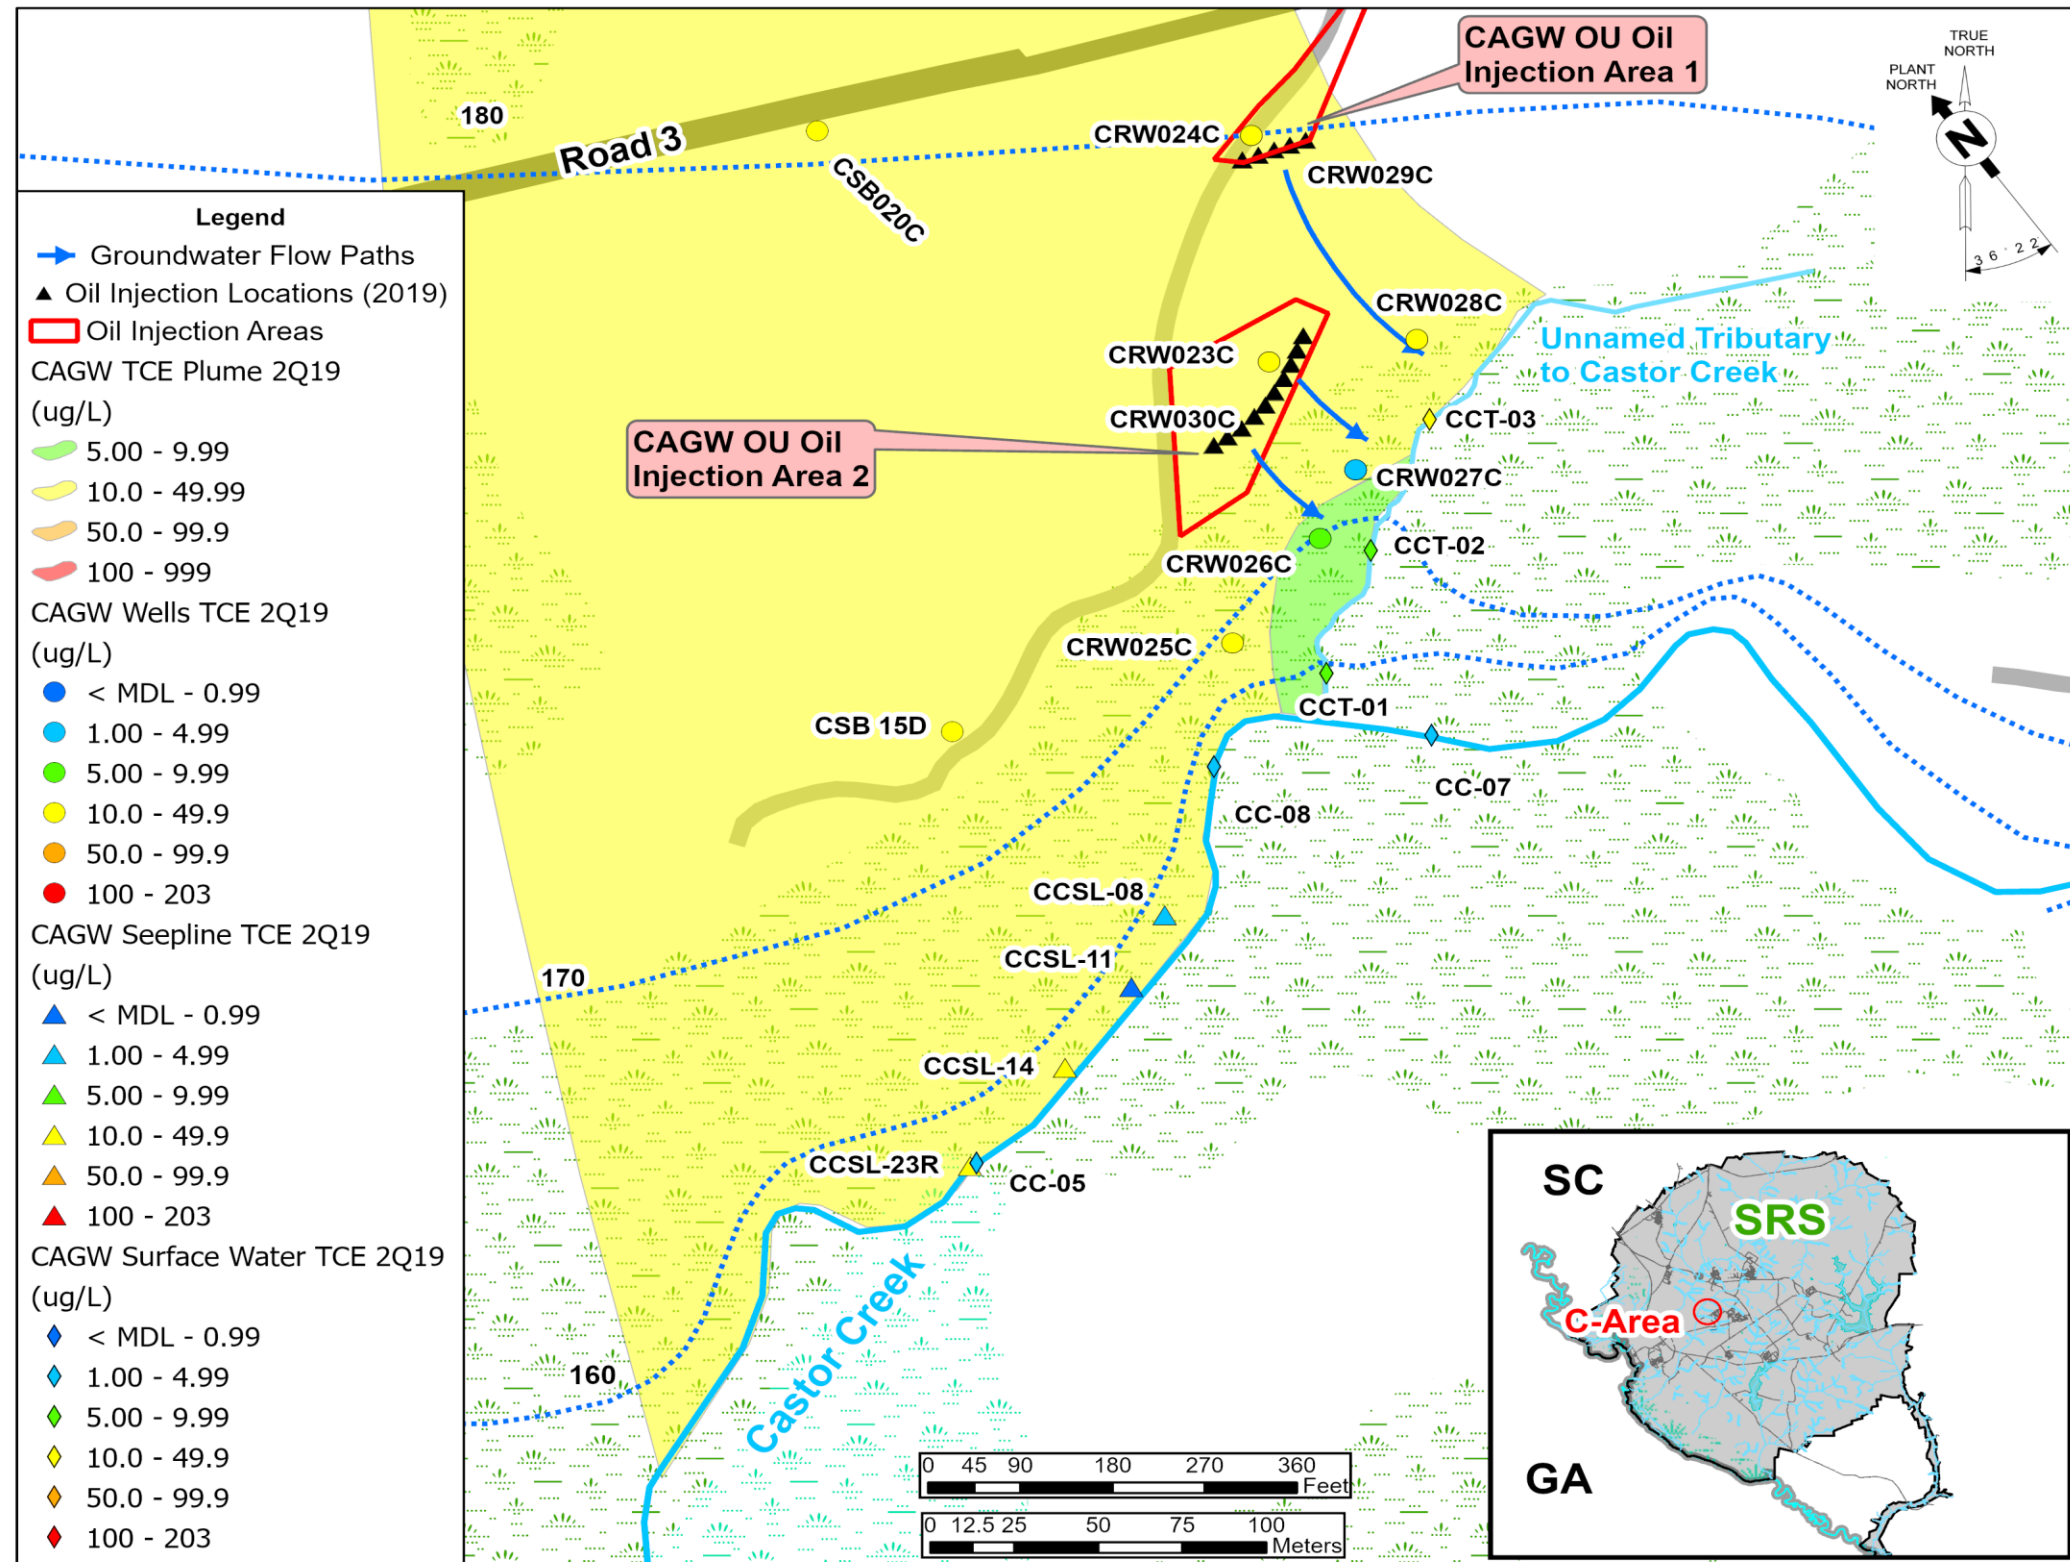 CAGW OU Oil
Injection Area 1
TRUE
NORTH
PLANT
NORTH
N
36.22
180
Road 3
CSB020C
CRW024C
CRW029C
Legend
Groundwater Flow Paths
Oil Injection Locations (2019)
Oil Injection Areas
CAGW TCE Plume 2Q19
(ug/L)
5.00 - 9.99
10.0 - 49.99
50.0 - 99.9
100 - 999
CAGW Wells TCE 2Q19
(ug/L)
< MDL - 0.99
1.00 - 4.99
5.00 - 9.99
10.0 - 49.9
50.0 - 99.9
100 - 203
CAGW Seepline TCE 2Q19
(ug/L)
< MDL - 0.99
1.00 - 4.99
5.00 - 9.99
10.0 - 49.9
50.0 - 99.9
100 - 203
CAGW Surface Water TCE 2Q19
(ug/L)
< MDL - 0.99
1.00 - 4.99
5.00 - 9.99
10.0 - 49.9
50.0 - 99.9
100 - 203
CRW028C
Unnamed Tributary
to Castor Creek
CRW023C
CRW030C
CAGW OU Oil
Injection Area 2
CCT-03
CRW027C
CCT-02
CRW026C
CRW025C
CCT-01
CSB 15D
CC-07
CC-08
CCSL-08
CCSL-11
170
CCSL-14
CCSL-23R
CC-05
Castor Creek
160
0 45 90 180 270 360
Feet
0 12.5 25 50 75 100
Meters
SC
SRS
C-Area
GA